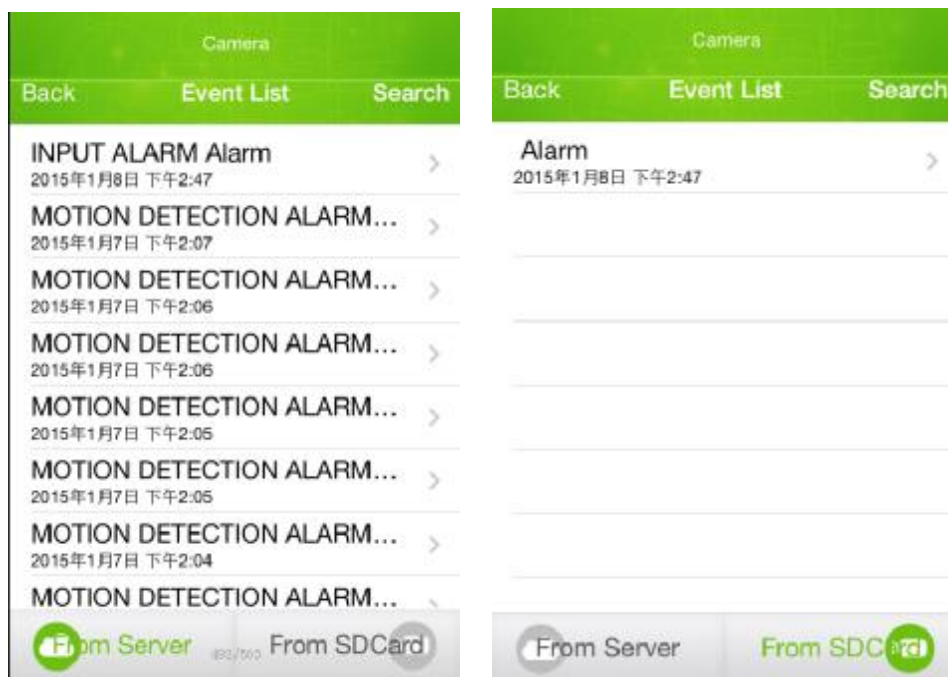 Camera
Back Event List Search
INPUT ALARM Alarm
2015年1月8日 下午2:47
MOTION DETECTION ALARM...
2015年1月7日 下午2:07
MOTION DETECTION ALARM...
2015年1月7日 下午2:06
MOTION DETECTION ALARM...
2015年1月7日 下午2:06
MOTION DETECTION ALARM...
2015年1月7日 下午2:05
MOTION DETECTION ALARM...
2015年1月7日 下午2:05
MOTION DETECTION ALARM...
2015年1月7日 下午2:04
MOTION DETECTION ALARM...
From Server From SDCard
Camera
Back Event List Search
Alarm
2015年1月8日 下午2:47
From Server From SDCard